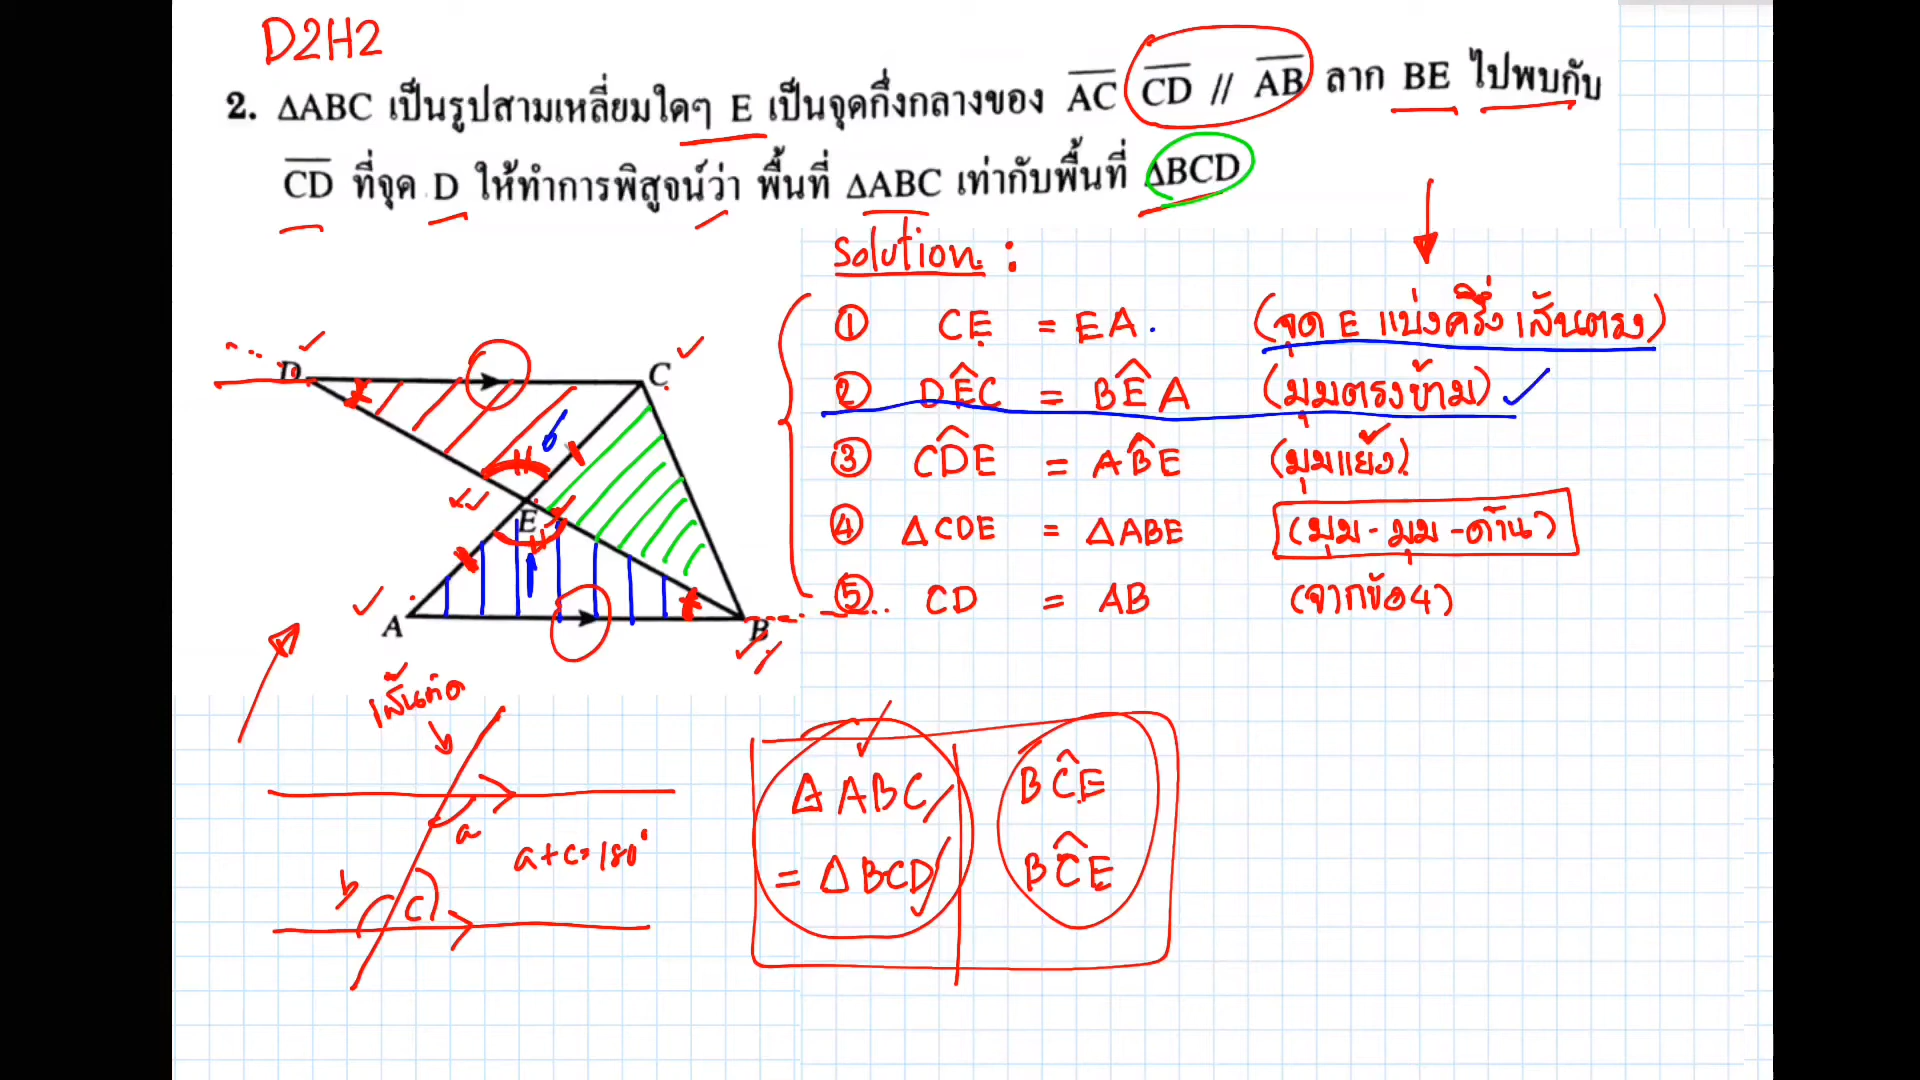 D2H2
2. ΔABC เป็นรูปสามเหลี่ยมใดๆ E เป็นจุดกึ่งกลางของ AC CD // AB ลาก BE ไปพบกับ
CD ที่จุด D ให้ทำการพิสูจน์ว่า พื้นที่ ΔABC เท่ากับพื้นที่ ΔBCD
Solution :
① CE = EA (จุด E แบ่งครึ่งเส้นตรง)
② DÊC = BÊA (มุมตรงข้าม)
③ CD̂E = AB̂E (มุมแย้ง)
④ ΔCDE = ΔABE (มุม-มุม-ด้าน)
⑤ CD = AB (จากข้อ4)
D
C
E
A
B
เส้นตัด
a
a+c=180°
b
c
ΔABC
BĈE
= ΔBCD
BĈE